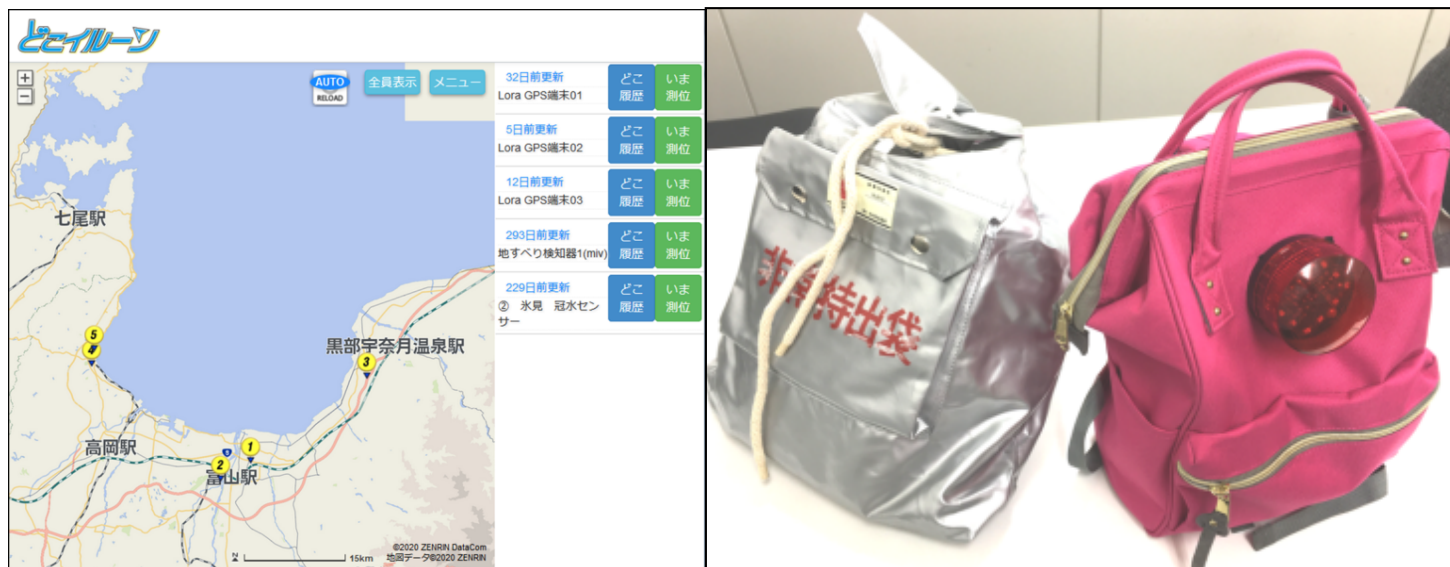 どこイルーン
AUTO
RELOAD
全員表示
メニュー
+
−
七尾駅
5
4
黒部宇奈月温泉駅
3
高岡駅
1
2
富山駅
N
15km
©2020 ZENRIN DataCom
地図データ©2020 ZENRIN
32日前更新
Lora GPS端末01
どこ
履歴
いま
測位
5日前更新
Lora GPS端末02
どこ
履歴
いま
測位
12日前更新
Lora GPS端末03
どこ
履歴
いま
測位
293日前更新
地すべり検知器1(miv)
どこ
履歴
いま
測位
229日前更新
② 氷見 冠水セン
サー
どこ
履歴
いま
測位
非常持出袋